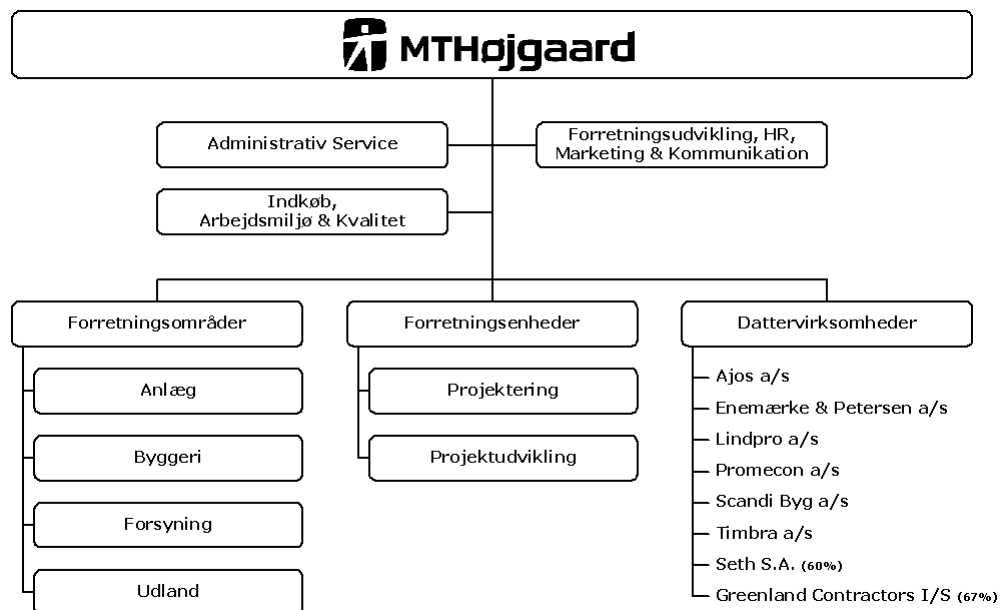 MTHøjgaard
Administrativ Service
Forretningsudvikling, HR,
Marketing & Kommunikation
Indkøb,
Arbejdsmiljø & Kvalitet
Forretningsområder
Anlæg
Byggeri
Forsyning
Udland
Forretningsenheder
Projektering
Projektudvikling
Dattervirksomheder
Ajos a/s
Enemærke & Petersen a/s
Lindpro a/s
Promecon a/s
Scandi Byg a/s
Timbra a/s
Seth S.A. (60%)
Greenland Contractors I/S (67%)